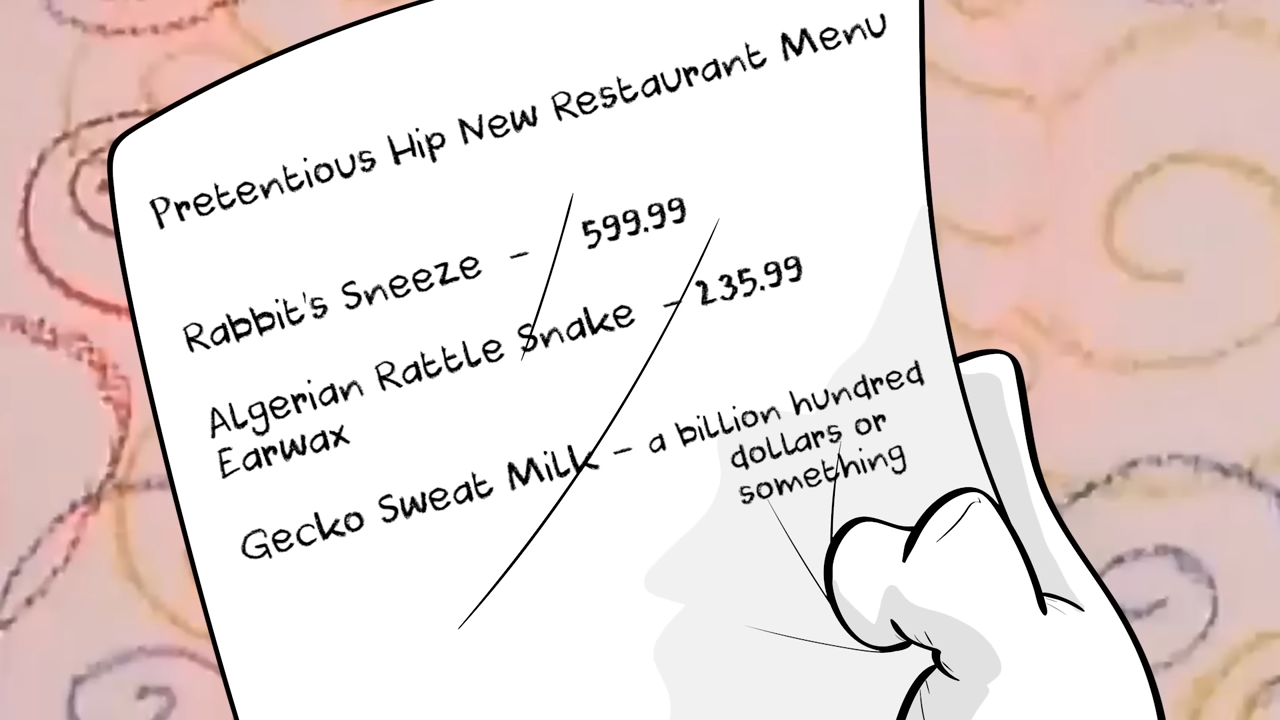 Pretentious Hip New Restaurant Menu
Rabbit's Sneeze - 599.99
Algerian Rattle Snake - 235.99
Earwax
Gecko Sweat Milk - a billion hundred
dollars or
something